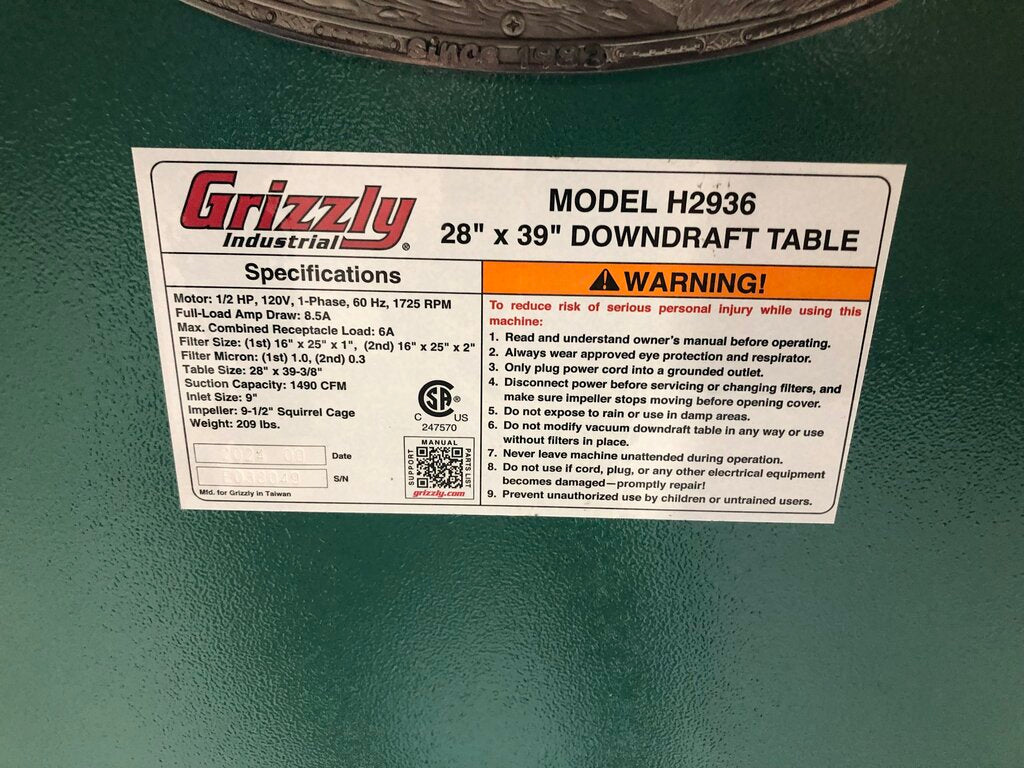 Since 1983
Grizzly
Industrial®
MODEL H2936
28" x 39" DOWNDRAFT TABLE
Specifications
Motor: 1/2 HP, 120V, 1-Phase, 60 Hz, 1725 RPM
Full-Load Amp Draw: 8.5A
Max. Combined Receptacle Load: 6A
Filter Size: (1st) 16" x 25" x 1", (2nd) 16" x 25" x 2"
Filter Micron: (1st) 1.0, (2nd) 0.3
Table Size: 28" x 39-3/8"
Suction Capacity: 1490 CFM
Inlet Size: 9"
Impeller: 9-1/2" Squirrel Cage
Weight: 209 lbs.
Date
S/N
Mfd. for Grizzly in Taiwan
CSA®
C US
247570
MANUAL
SUPPORT
PARTS LIST
grizzly.com
WARNING!
To reduce risk of serious personal injury while using this
machine:
1. Read and understand owner's manual before operating.
2. Always wear approved eye protection and respirator.
3. Only plug power cord into a grounded outlet.
4. Disconnect power before servicing or changing filters, and
make sure impeller stops moving before opening cover.
5. Do not expose to rain or use in damp areas.
6. Do not modify vacuum downdraft table in any way or use
without filters in place.
7. Never leave machine unattended during operation.
8. Do not use if cord, plug, or any other elecrtrical equipment
becomes damaged—promptly repair!
9. Prevent unauthorized use by children or untrained users.